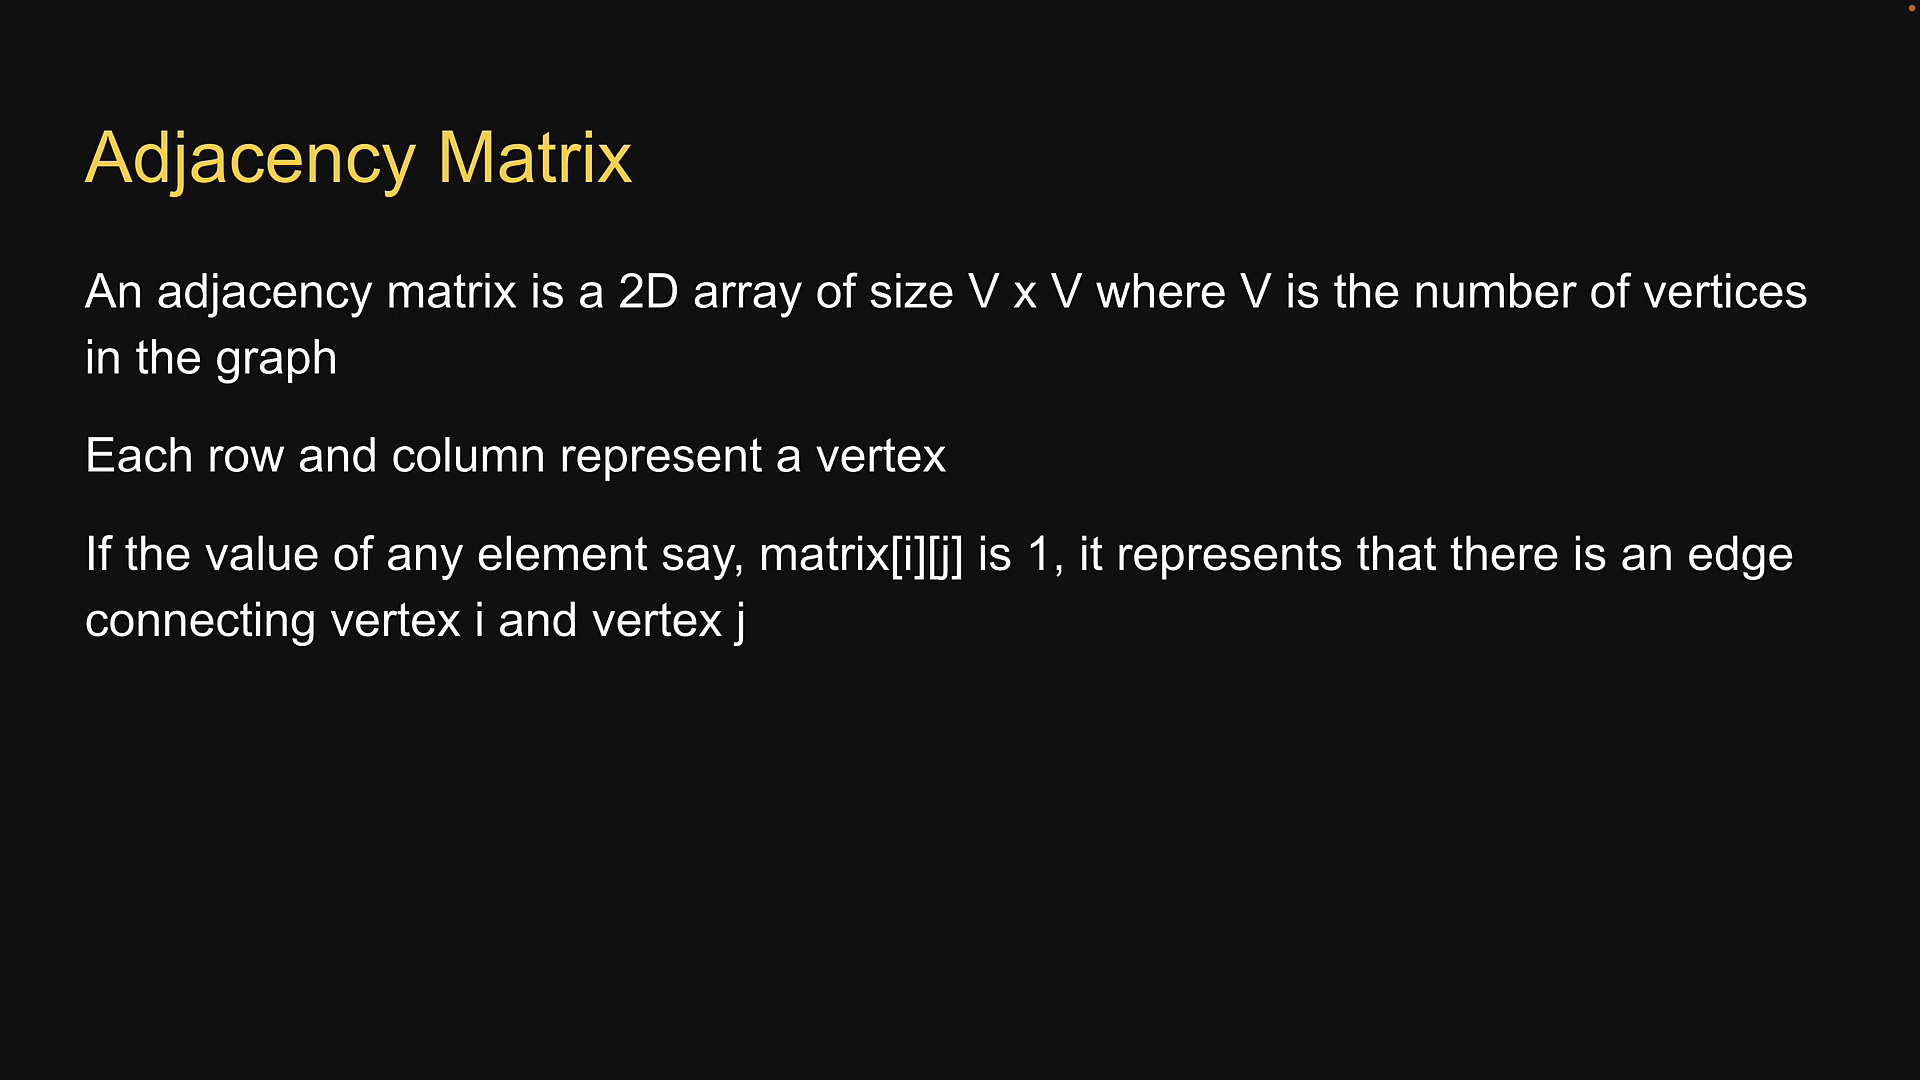 Adjacency Matrix
An adjacency matrix is a 2D array of size V x V where V is the number of vertices
in the graph
Each row and column represent a vertex
If the value of any element say, matrix[i][j] is 1, it represents that there is an edge
connecting vertex i and vertex j